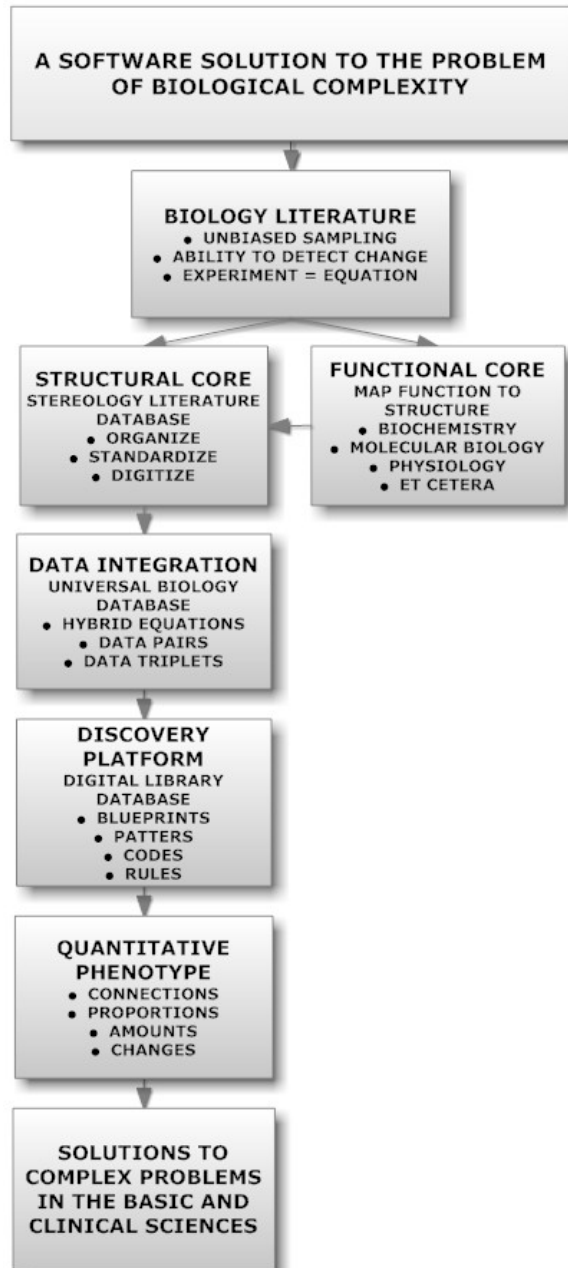 A SOFTWARE SOLUTION TO THE PROBLEM
OF BIOLOGICAL COMPLEXITY
BIOLOGY LITERATURE
• UNBIASED SAMPLING
• ABILITY TO DETECT CHANGE
• EXPERIMENT = EQUATION
STRUCTURAL CORE
STEREOLOGY LITERATURE
DATABASE
• ORGANIZE
• STANDARDIZE
• DIGITIZE
FUNCTIONAL CORE
MAP FUNCTION TO
STRUCTURE
• BIOCHEMISTRY
• MOLECULAR BIOLOGY
• PHYSIOLOGY
• ET CETERA
DATA INTEGRATION
UNIVERSAL BIOLOGY
DATABASE
• HYBRID EQUATIONS
• DATA PAIRS
• DATA TRIPLETS
DISCOVERY
PLATFORM
DIGITAL LIBRARY
DATABASE
• BLUEPRINTS
• PATTERS
• CODES
• RULES
QUANTITATIVE
PHENOTYPE
• CONNECTIONS
• PROPORTIONS
• AMOUNTS
• CHANGES
SOLUTIONS TO
COMPLEX PROBLEMS
IN THE BASIC AND
CLINICAL SCIENCES